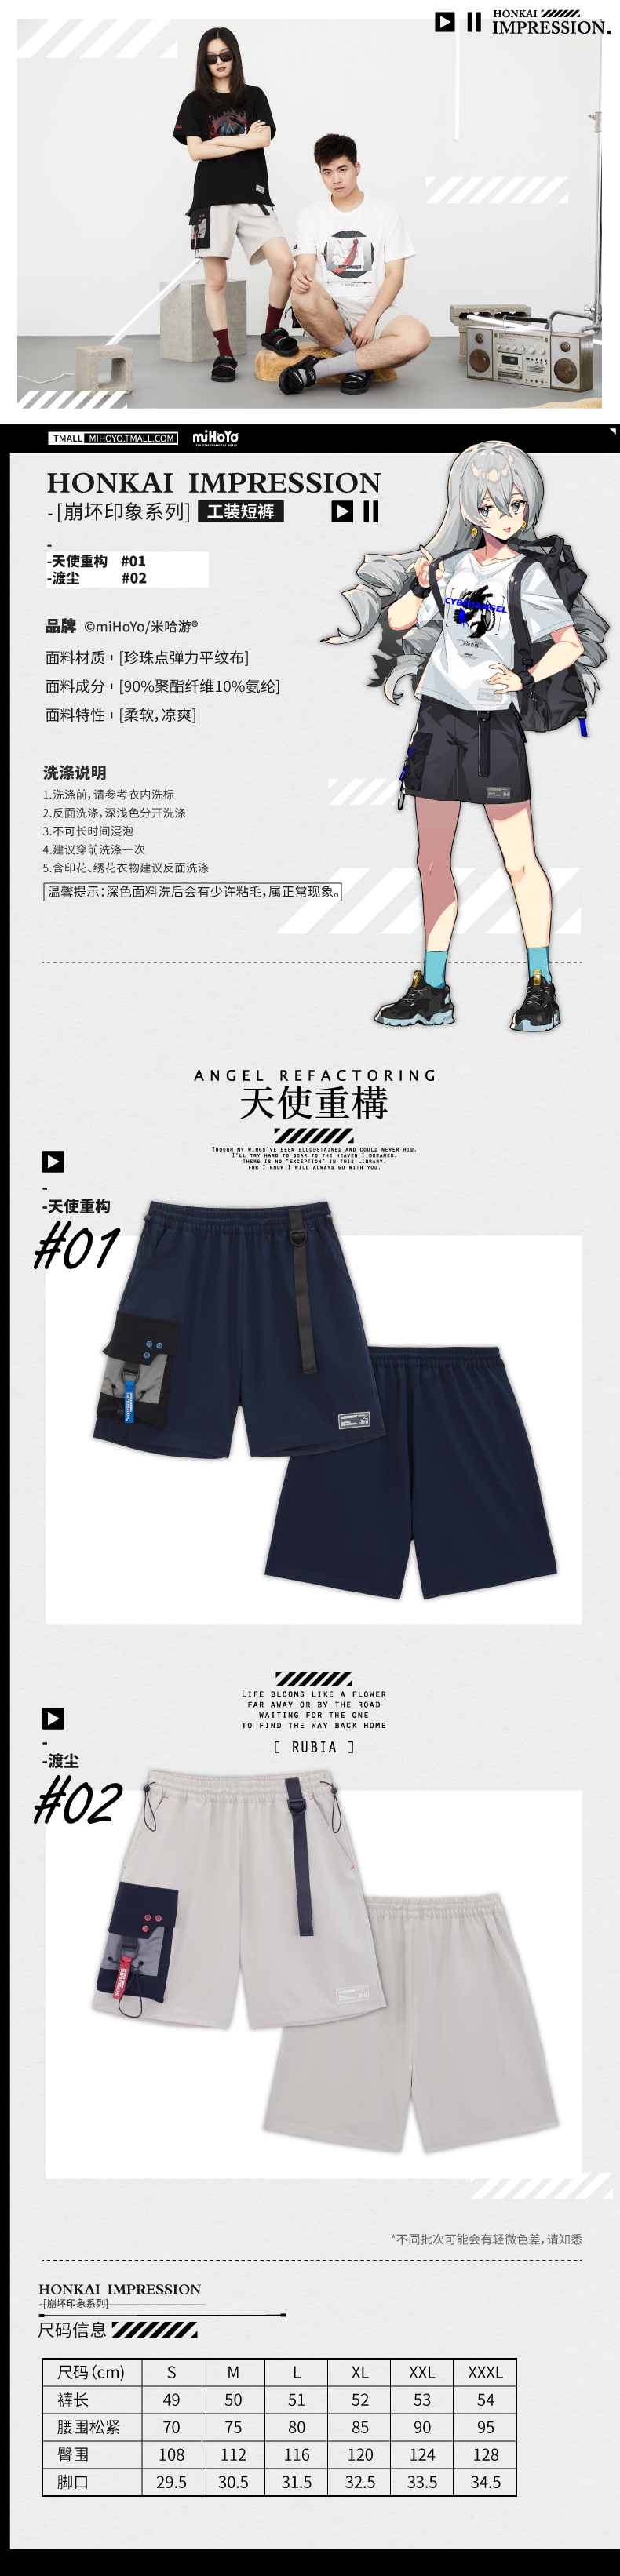 HONKAI
IMPRESSION.
TMALL MIHOYO.TMALL.COM miHoYo
HONKAI IMPRESSION
-[崩坏印象系列] 工装短裤
-
-天使重构 #01
-渡尘 #02
品牌 ©miHoYo/米哈游®
面料材质 [珍珠点弹力平纹布]
面料成分 [90%聚酯纤维10%氨纶]
面料特性 [柔软,凉爽]
CYBERANGEL
洗涤说明
1.洗涤前,请参考衣内洗标
2.反面洗涤,深浅色分开洗涤
3.不可长时间浸泡
4.建议穿前洗涤一次
5.含印花、绣花衣物建议反面洗涤
温馨提示:深色面料洗后会有少许粘毛,属正常现象。
ANGEL REFACTORING
天使重構
THOUGH MY WINGS'VE BEEN BLOODSTAINED AND COULD NEVER RID.
I'LL TRY HARD TO SOAR TO THE HEAVEN I DREAMED.
THERE IS NO "EXCEPTION" IN THIS LIBRARY.
FOR I KNOW I WILL ALWAYS GO WITH YOU.
-
-天使重构
#01
LIFE BLOOMS LIKE A FLOWER
FAR AWAY OR BY THE ROAD
WAITING FOR THE ONE
TO FIND THE WAY BACK HOME
[ RUBIA ]
-
-渡尘
#02
*不同批次可能会有轻微色差,请知悉
HONKAI IMPRESSION
-[崩坏印象系列]
尺码信息
尺码(cm) S M L XL XXL XXXL
裤长 49 50 51 52 53 54
腰围松紧 70 75 80 85 90 95
臀围 108 112 116 120 124 128
脚口 29.5 30.5 31.5 32.5 33.5 34.5